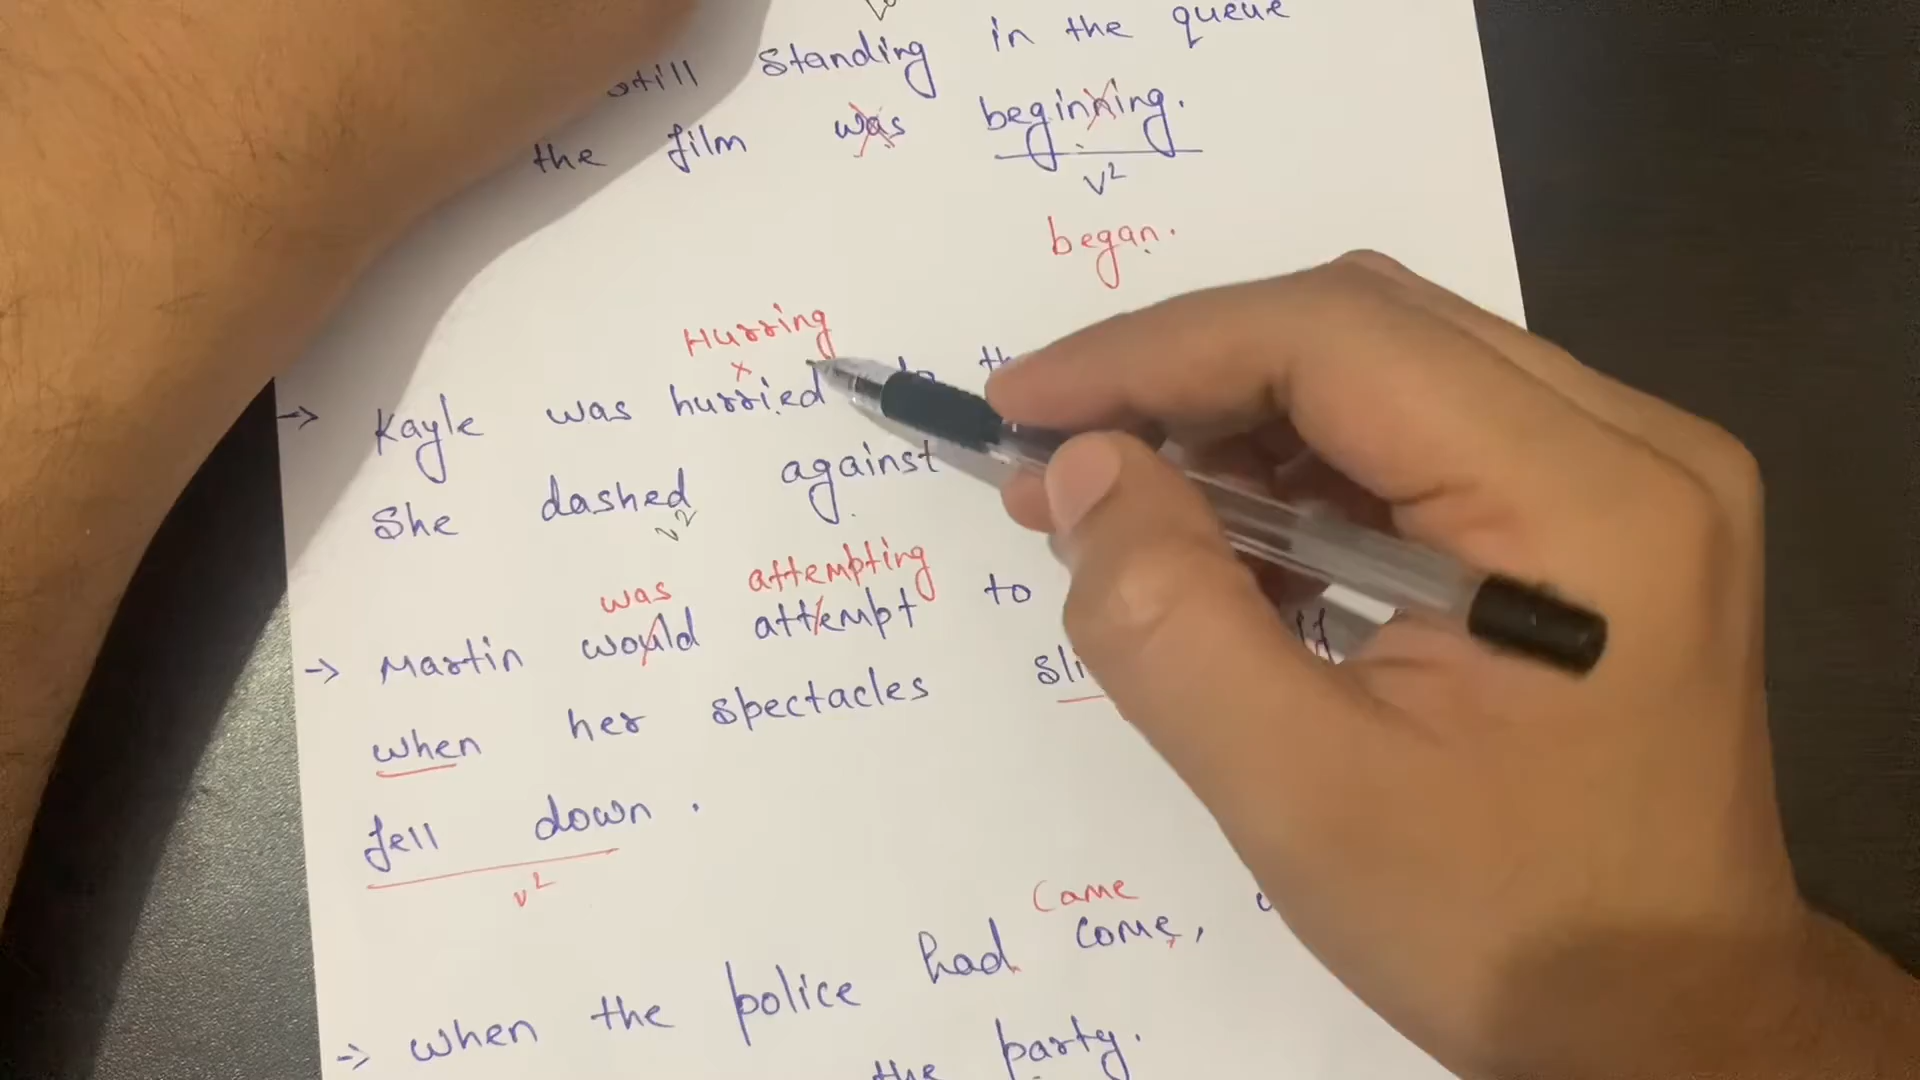 still standing in the queue
the film was beginning.
V²
began.
Hurring
x
→ Kayle was hurried to
She dashed against
v²
was attempting
→ Martin would attempt to
when her spectacles
fell down.
v²
Came
→ when the police had come,
the party.